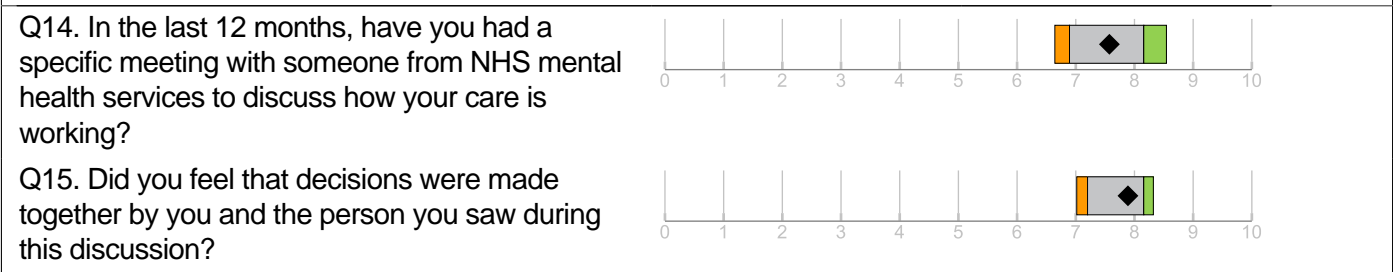 Q14. In the last 12 months, have you had a
specific meeting with someone from NHS mental
health services to discuss how your care is
working?
0 1 2 3 4 5 6 7 8 9 10
Q15. Did you feel that decisions were made
together by you and the person you saw during
this discussion?
0 1 2 3 4 5 6 7 8 9 10